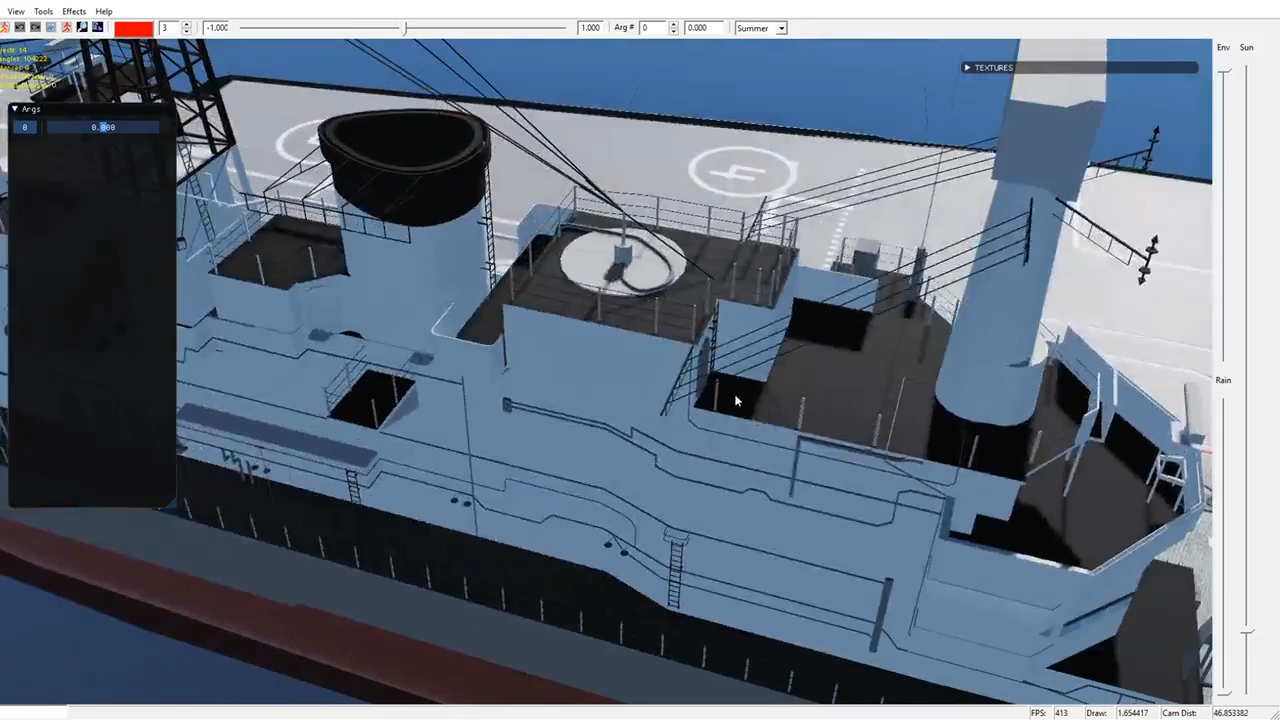 View Tools Effects Help
3 -1.000 1.000 Arg # 0 0.000 Summer
Env Sun
TEXTURES
Args
0 0.000
4
Rain
FPS: 413 Draw: 1.654417 Cam Dist: 46.853382